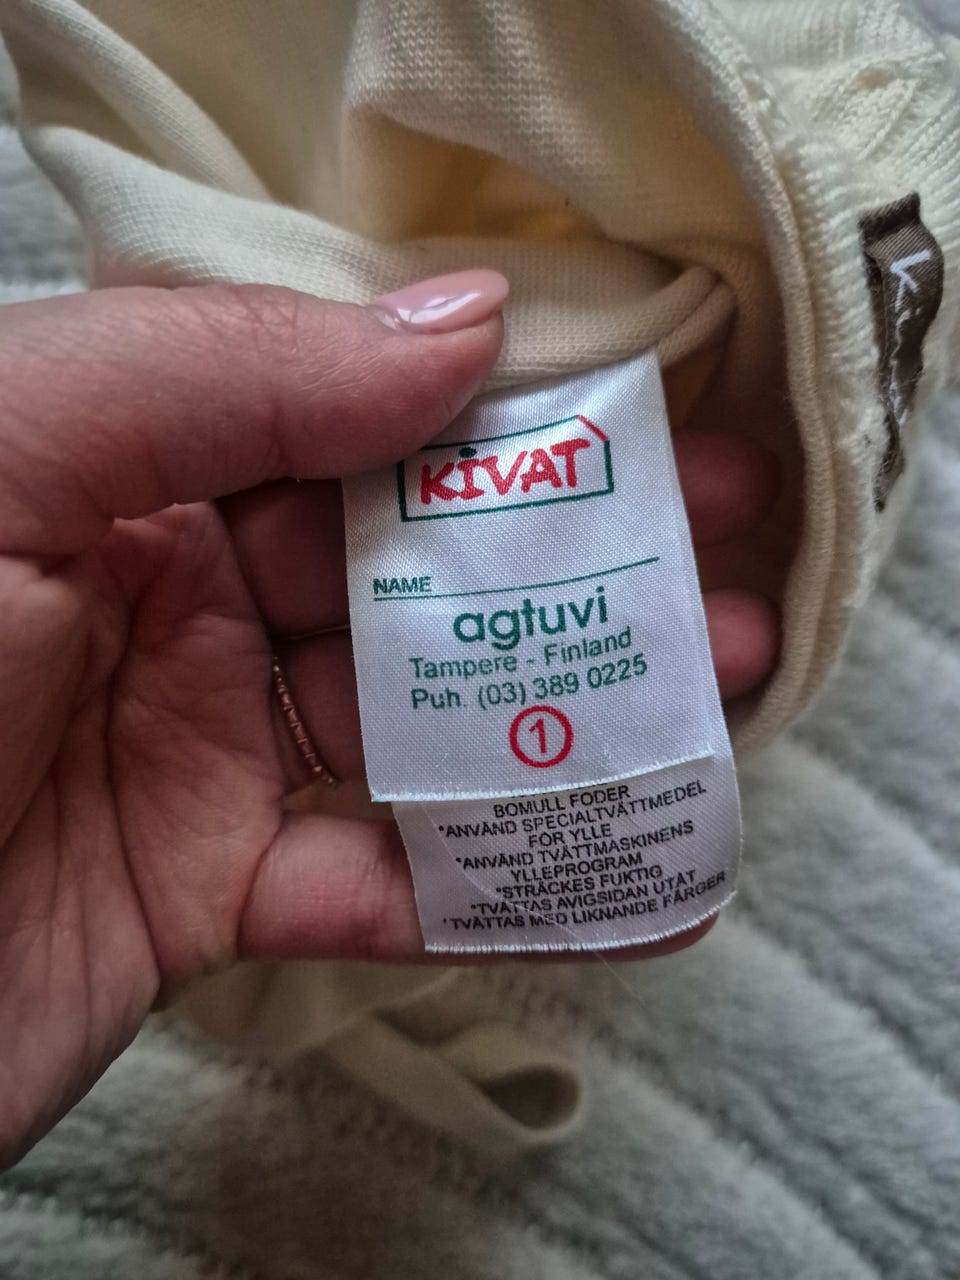 KIVAT
NAME
agtuvi
Tampere - Finland
Puh. (03) 389 0225
1
BOMULL FODER
*ANVÄND SPECIALTVÄTTMEDEL
FÖR YLLE
*ANVÄND TVÄTTMASKINENS
YLLEPROGRAM
*STRÄCKES FUKTIG
*TVÄTTAS AVIGSIDAN UTÅT
*TVÄTTAS MED LIKNANDE FÄRGER